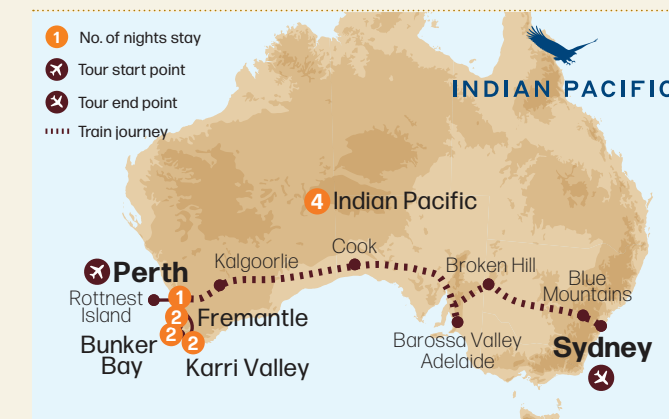 1 No. of nights stay
Tour start point
Tour end point
Train journey
INDIAN PACIFIC
4 Indian Pacific
Perth
Kalgoorlie
Cook
Broken Hill
Blue
Mountains
Rottnest
Island
1
2 Fremantle
2
2
Bunker
Bay
Karri Valley
Barossa Valley
Adelaide
Sydney